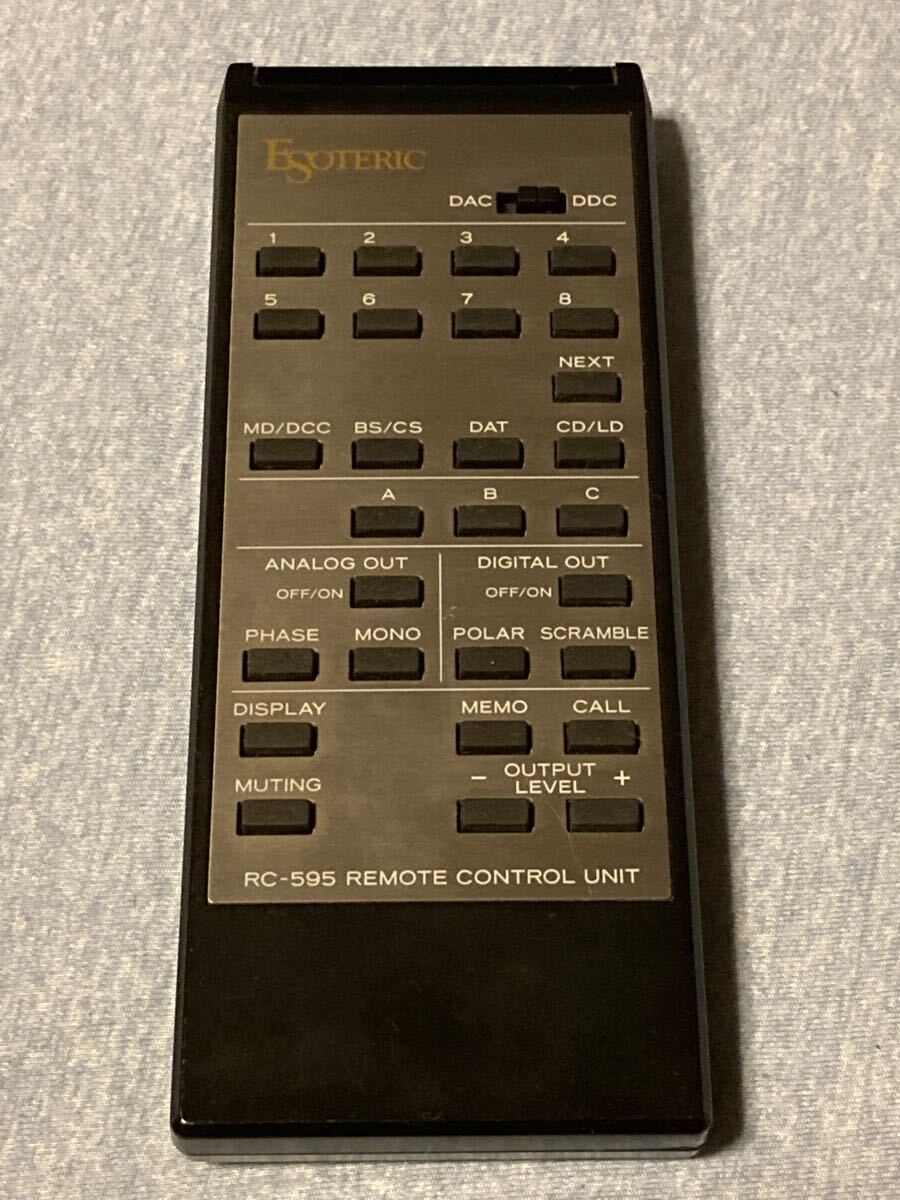 ESOTERIC
DAC DDC
1 2 3 4
5 6 7 8
NEXT
MD/DCC BS/CS DAT CD/LD
A B C
ANALOG OUT DIGITAL OUT
OFF/ON OFF/ON
PHASE MONO POLAR SCRAMBLE
DISPLAY MEMO CALL
MUTING - OUTPUT LEVEL +
RC-595 REMOTE CONTROL UNIT